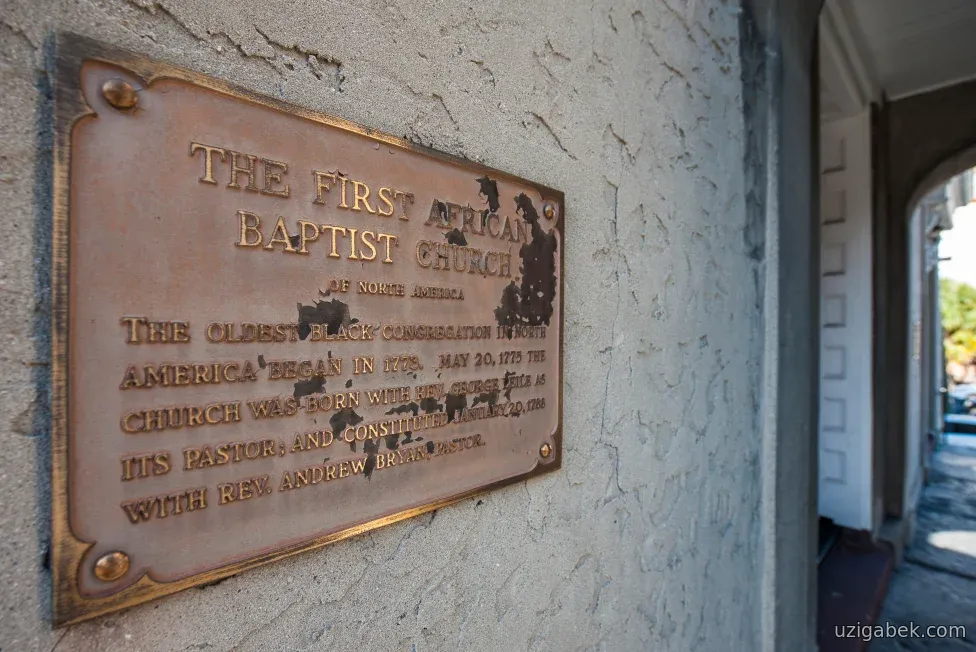 THE FIRST AFRICAN
BAPTIST CHURCH
OF NORTH AMERICA
THE OLDEST BLACK CONGREGATION IN NORTH
AMERICA BEGAN IN 1773. MAY 20, 1775 THE
CHURCH WAS BORN WITH REV. GEORGE LEILE AS
ITS PASTOR; AND CONSTITUTED JANUARY 20, 1788
WITH REV. ANDREW BRYAN, PASTOR.
uzigabek.com